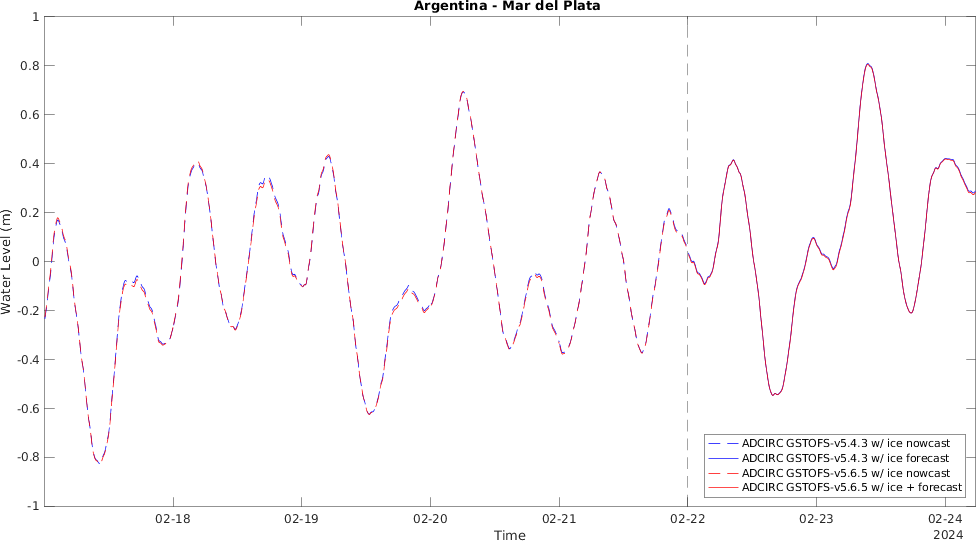 Argentina - Mar del Plata
1
0.8
0.6
0.4
0.2
0
-0.2
-0.4
-0.6
-0.8
-1
Water Level (m)
ADCIRC GSTOFS-v5.4.3 w/ ice nowcast
ADCIRC GSTOFS-v5.4.3 w/ ice forecast
ADCIRC GSTOFS-v5.6.5 w/ ice nowcast
ADCIRC GSTOFS-v5.6.5 w/ ice + forecast
02-18 02-19 02-20 02-21 02-22 02-23 02-24
Time 2024